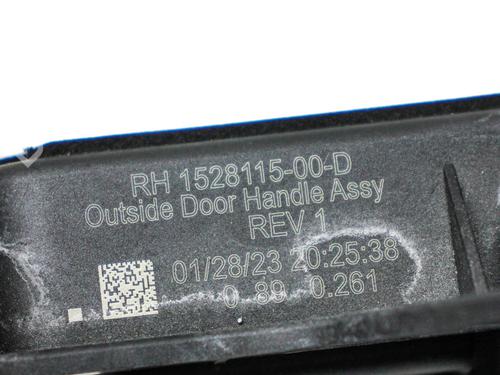 RH 1528115-00-D
Outside Door Handle Assy
REV 1
01/28/23 20:25:38
0 89 0.261